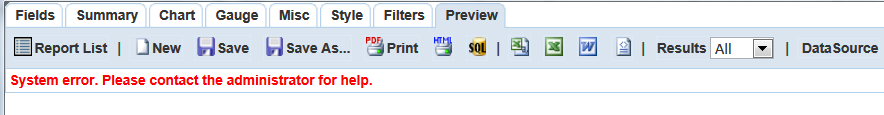 Fields Summary Chart Gauge Misc Style Filters Preview
Report List | New Save Save As... PDF Print HTML SQL | Results All | DataSource
System error. Please contact the administrator for help.